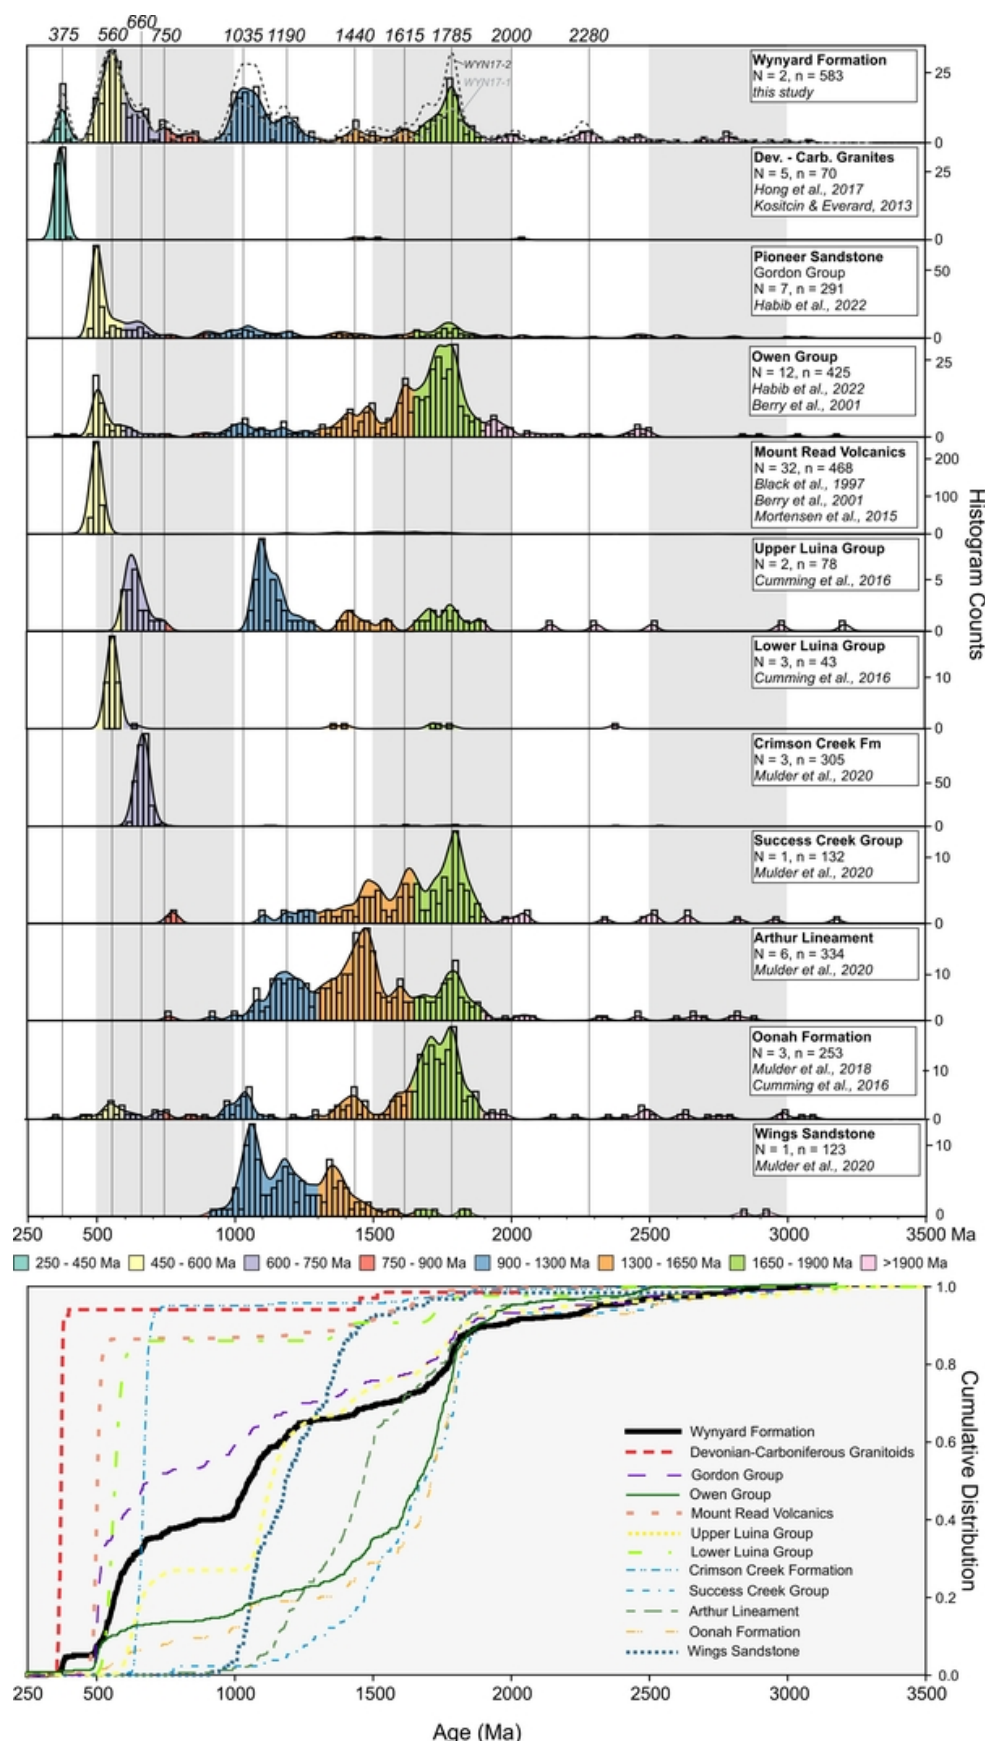 660
375 560 750 1035 1190 1440 1615 1785 2000 2280
Wynyard Formation
N = 2, n = 583
this study
WYN17-2
WYN17-1
25
0
Dev. - Carb. Granites
N = 5, n = 70
Hong et al., 2017
Kositcin & Everard, 2013
25
0
Pioneer Sandstone
Gordon Group
N = 7, n = 291
Habib et al., 2022
50
0
Owen Group
N = 12, n = 425
Habib et al., 2022
Berry et al., 2001
25
0
Mount Read Volcanics
N = 32, n = 468
Black et al., 1997
Berry et al., 2001
Mortensen et al., 2015
200
100
0
Upper Luina Group
N = 2, n = 78
Cumming et al., 2016
5
0
Lower Luina Group
N = 3, n = 43
Cumming et al., 2016
10
0
Crimson Creek Fm
N = 3, n = 305
Mulder et al., 2020
50
0
Success Creek Group
N = 1, n = 132
Mulder et al., 2020
10
0
Arthur Lineament
N = 6, n = 334
Mulder et al., 2020
10
0
Oonah Formation
N = 3, n = 253
Mulder et al., 2018
Cumming et al., 2016
10
0
Wings Sandstone
N = 1, n = 123
Mulder et al., 2020
10
0
Histogram Counts
250 500 1000 1500 2000 2500 3000 3500 Ma
250 - 450 Ma 450 - 600 Ma 600 - 750 Ma 750 - 900 Ma 900 - 1300 Ma 1300 - 1650 Ma 1650 - 1900 Ma >1900 Ma
1.0
0.8
0.6
0.4
0.2
0.0
Cumulative Distribution
Wynyard Formation
Devonian-Carboniferous Granitoids
Gordon Group
Owen Group
Mount Read Volcanics
Upper Luina Group
Lower Luina Group
Crimson Creek Formation
Success Creek Group
Arthur Lineament
Oonah Formation
Wings Sandstone
250 500 1000 1500 2000 2500 3000 3500
Age (Ma)